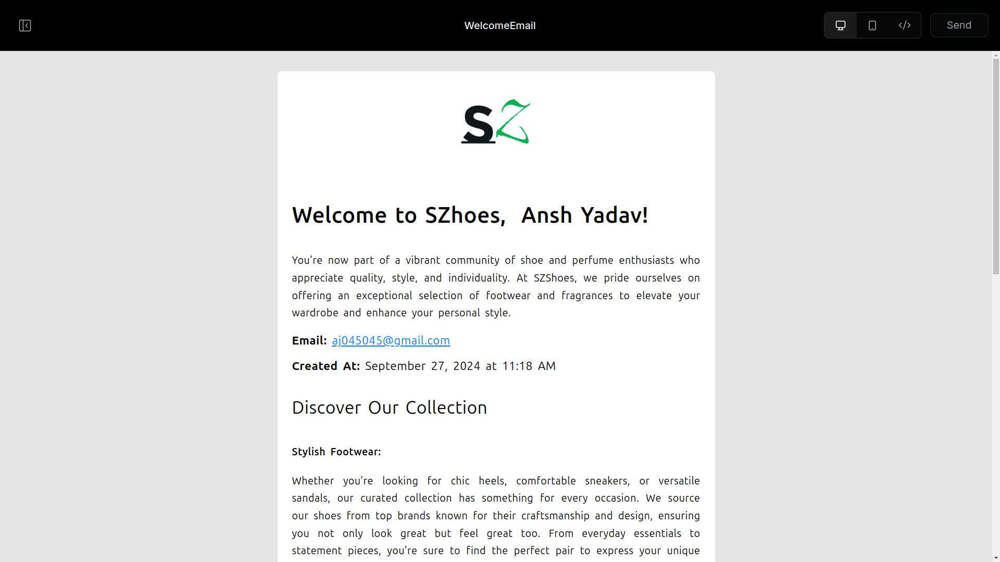 WelcomeEmail
Send
SZ
Welcome to SZhoes, Ansh Yadav!
You’re now part of a vibrant community of shoe and perfume enthusiasts who
appreciate quality, style, and individuality. At SZShoes, we pride ourselves on
offering an exceptional selection of footwear and fragrances to elevate your
wardrobe and enhance your personal style.
Email: aj045045@gmail.com
Created At: September 27, 2024 at 11:18 AM
Discover Our Collection
Stylish Footwear:
Whether you’re looking for chic heels, comfortable sneakers, or versatile
sandals, our curated collection has something for every occasion. We source
our shoes from top brands known for their craftsmanship and design, ensuring
you not only look great but feel great too. From everyday essentials to
statement pieces, you’re sure to find the perfect pair to express your unique